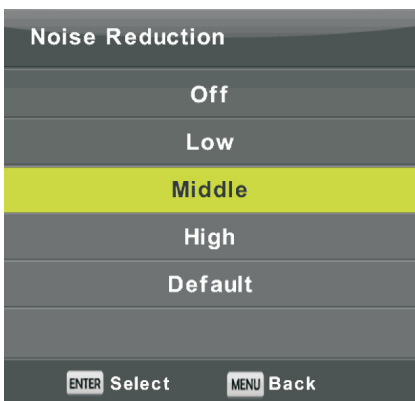 Noise Reduction
Off
Low
Middle
High
Default
ENTER Select MENU Back